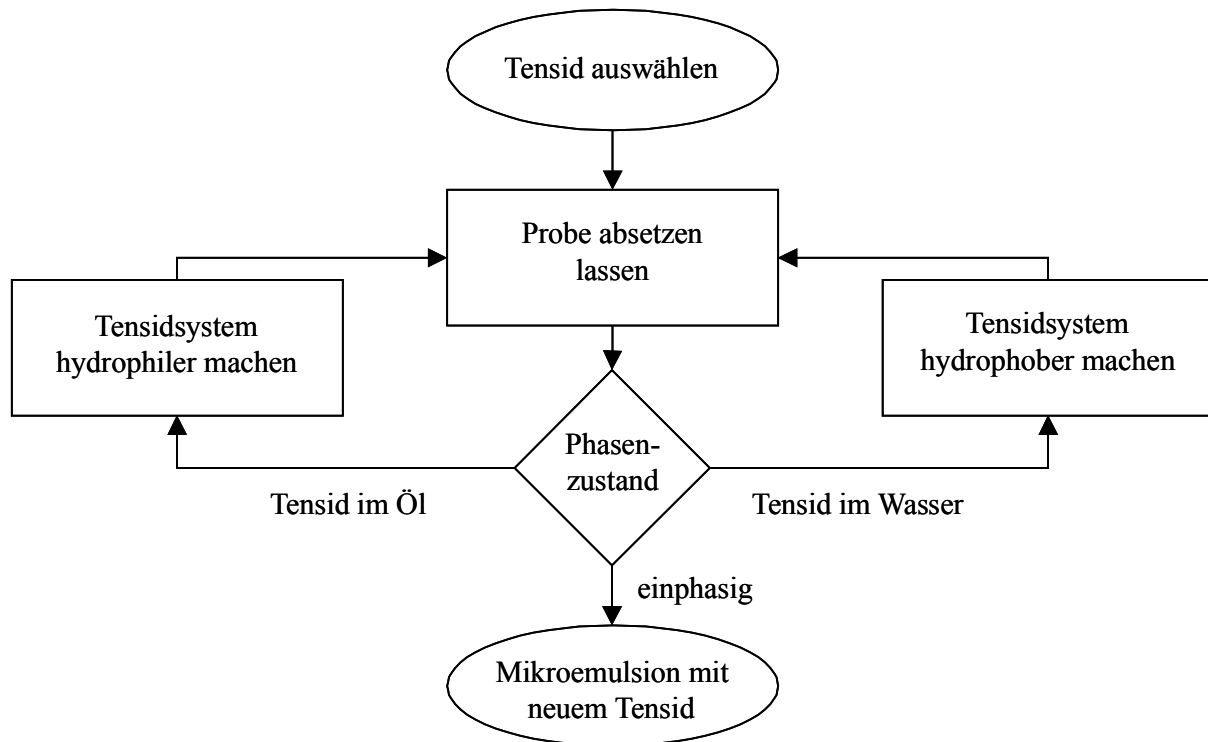 Tensid auswählen
Probe absetzen
lassen
Tensidsystem
hydrophiler machen
Tensidsystem
hydrophober machen
Phasen-
zustand
Tensid im Öl
Tensid im Wasser
einphasig
Mikroemulsion mit
neuem Tensid